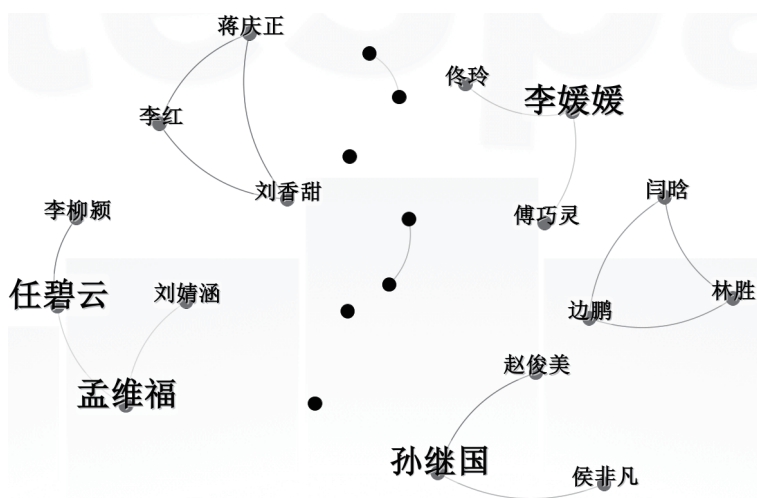 蒋庆正
佟玲
李媛媛
李红
刘香甜
闫晗
李柳颍
傅巧灵
任碧云
刘婧涵
林胜
边鹏
赵俊美
孟维福
孙继国
侯非凡